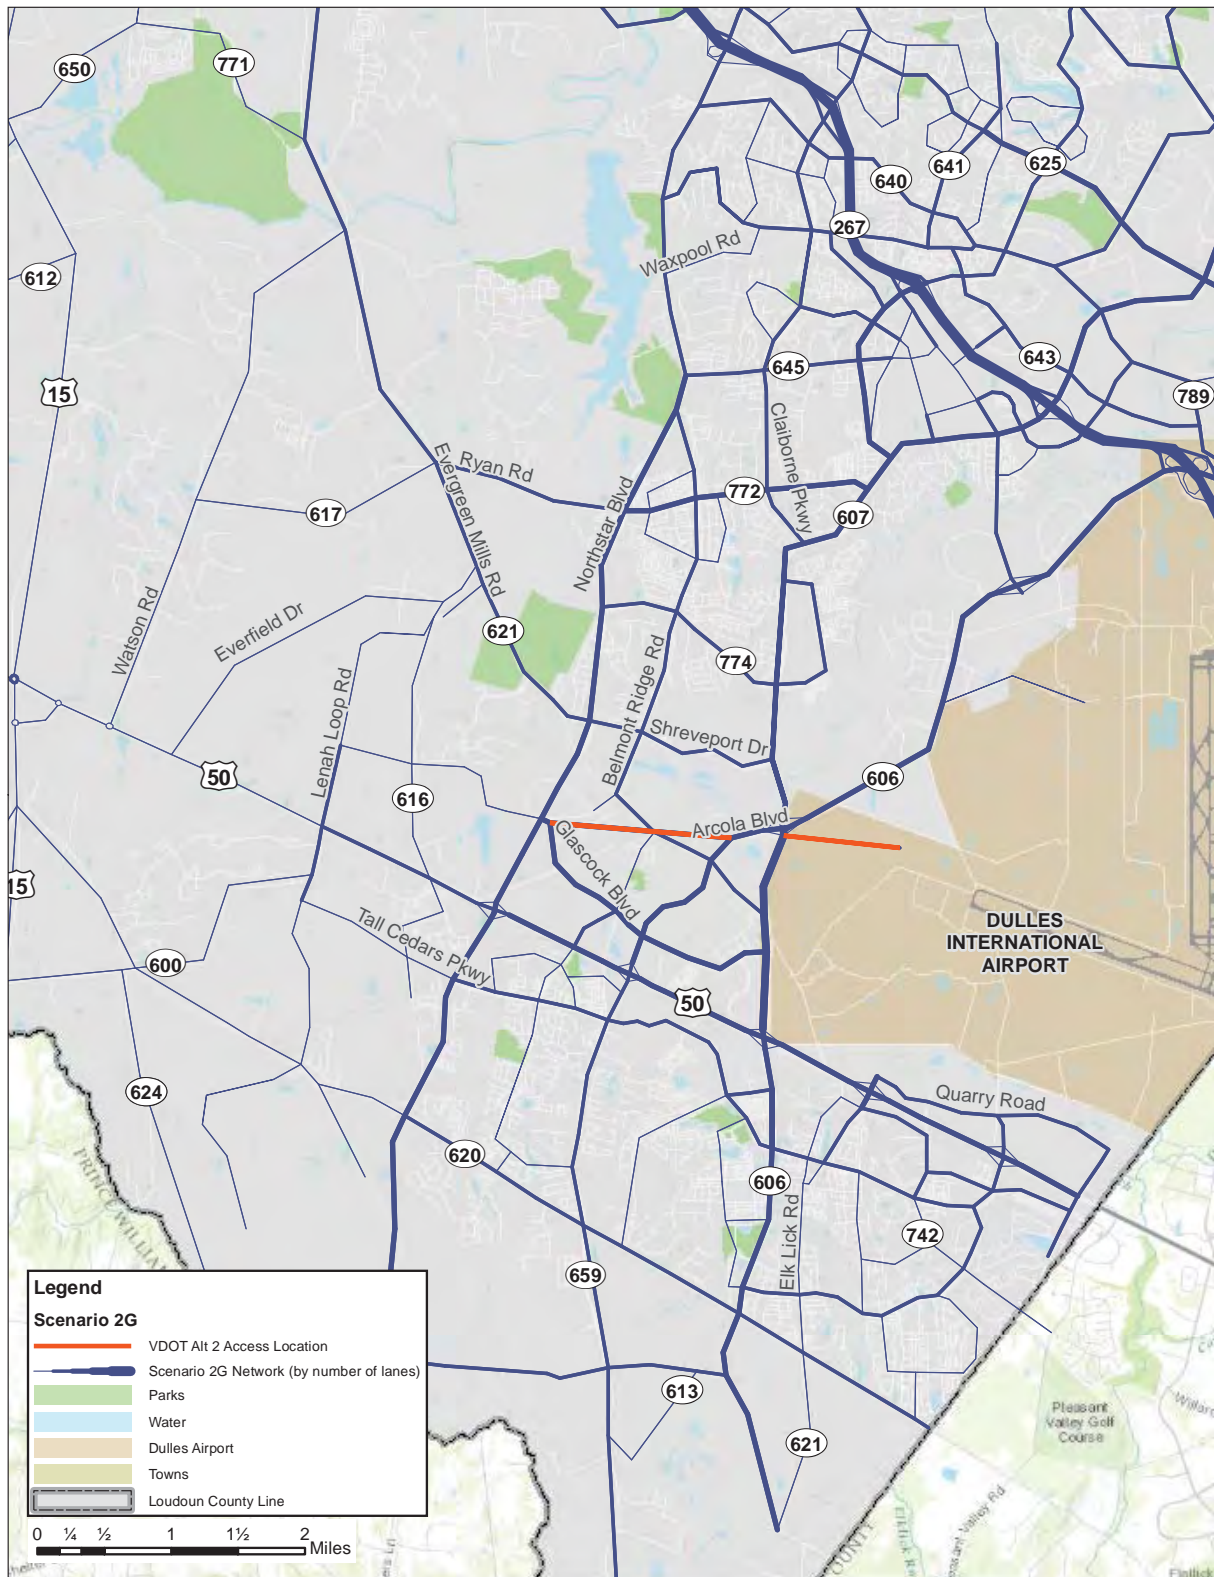 650
771
640
641
625
267
Waxpool Rd
612
15
645
643
789
Claiborne Pkwy
Evergreen Mills Rd
Ryan Rd
772
607
617
Northstar Blvd
Watson Rd
Everfield Dr
621
774
Belmont Ridge Rd
Lenah Loop Rd
Shreveport Dr
50
616
606
Arcola Blvd
Glascock Blvd
15
Tall Cedars Pkwy
DULLES
INTERNATIONAL
AIRPORT
600
50
624
Quarry Road
620
606
Elk Lick Rd
742
PRINCE WILLIAM
659
613
621
Pleasant
Valley Golf
Course
COUNTY
Legend
Scenario 2G
VDOT Alt 2 Access Location
Scenario 2G Network (by number of lanes)
Parks
Water
Dulles Airport
Towns
Loudoun County Line
0 ¼ ½ 1 1½ 2
Miles